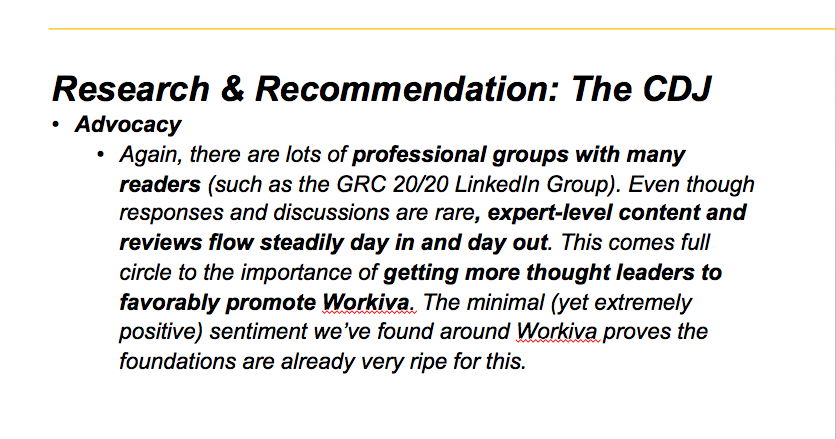 Research & Recommendation: The CDJ
• Advocacy
• Again, there are lots of professional groups with many
readers (such as the GRC 20/20 LinkedIn Group). Even though
responses and discussions are rare, expert-level content and
reviews flow steadily day in and day out. This comes full
circle to the importance of getting more thought leaders to
favorably promote Workiva. The minimal (yet extremely
positive) sentiment we’ve found around Workiva proves the
foundations are already very ripe for this.